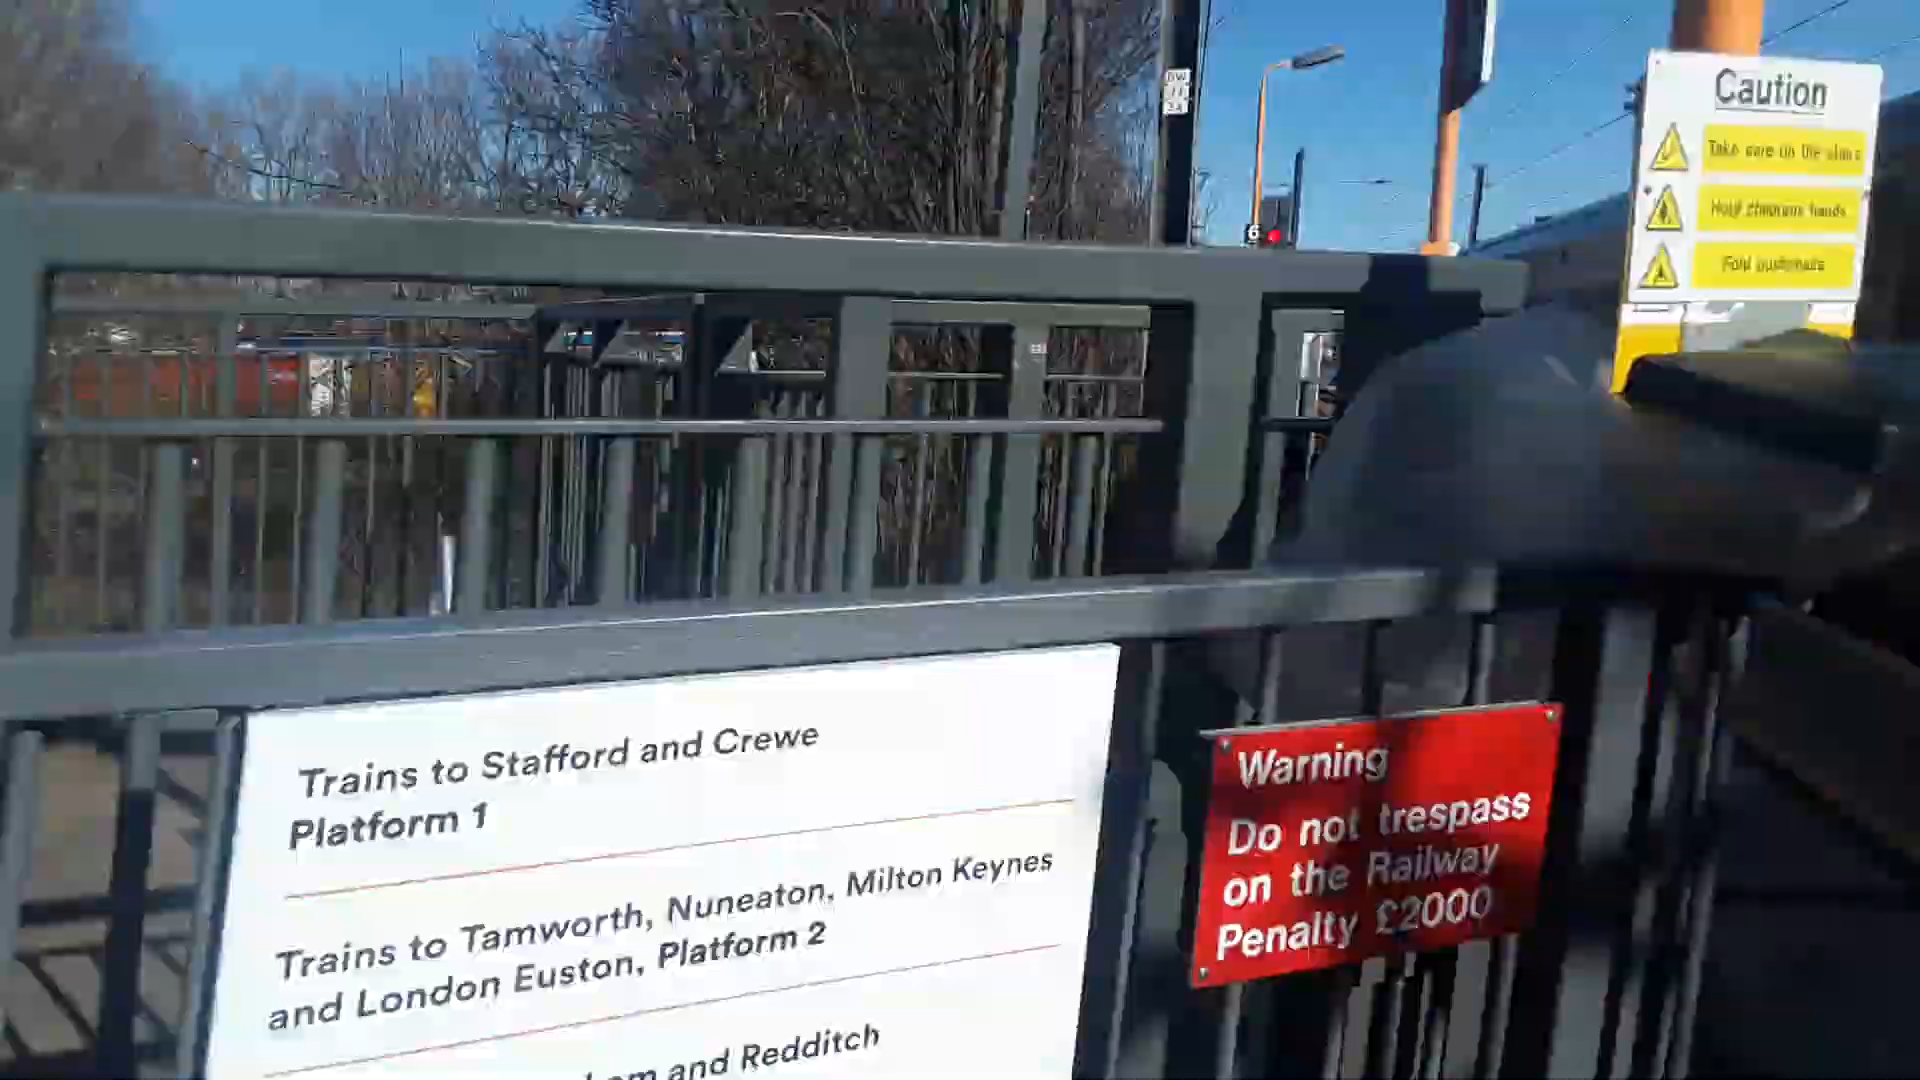 Caution
Take care on the stairs
Hold childrens hands
Fold pushchairs
6
Trains to Stafford and Crewe
Platform 1
Trains to Tamworth, Nuneaton, Milton Keynes
and London Euston, Platform 2
and Redditch
Warning
Do not trespass
on the Railway
Penalty £2000